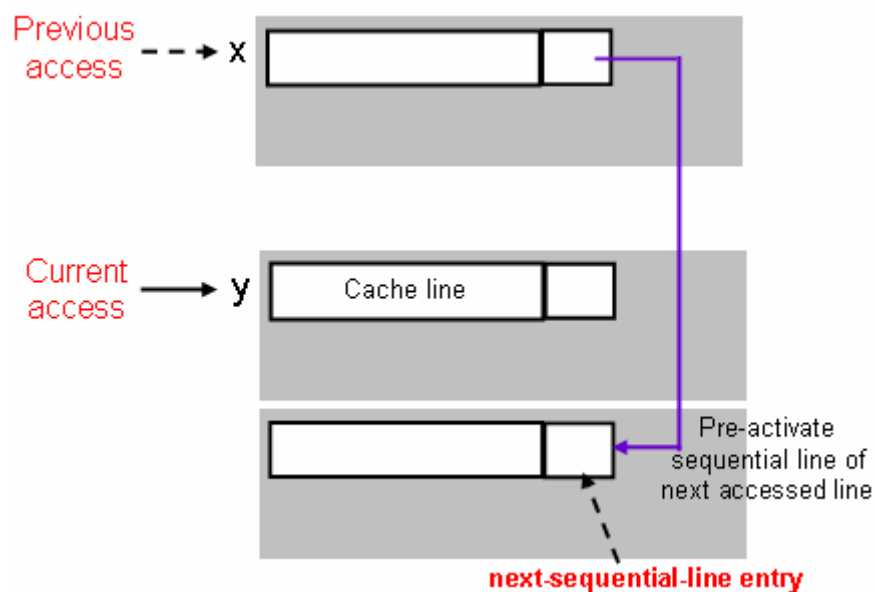 Previous
access
x
Current
access
y
Cache line
Pre-activate
sequential line of
next accessed line
next-sequential-line entry